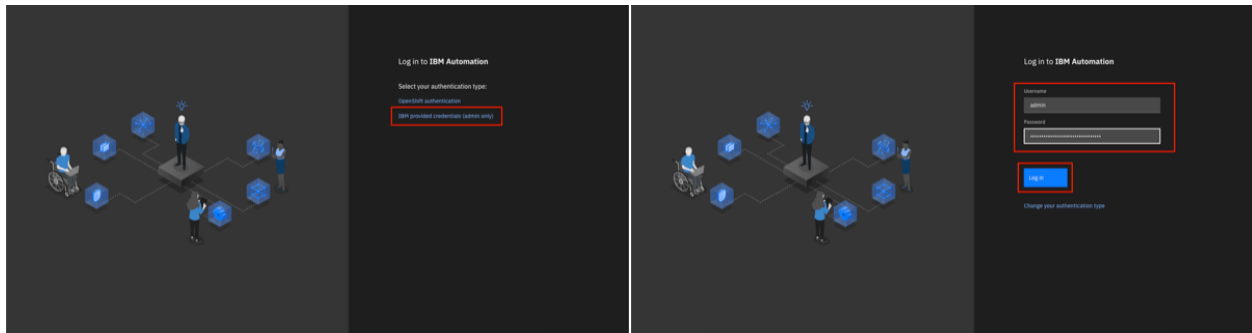 Log in to IBM Automation
Select your authentication type:
OpenShift authentication
IBM provided credentials (admin only)
Log in to IBM Automation
Username
admin
Password
Log in
Change your authentication type